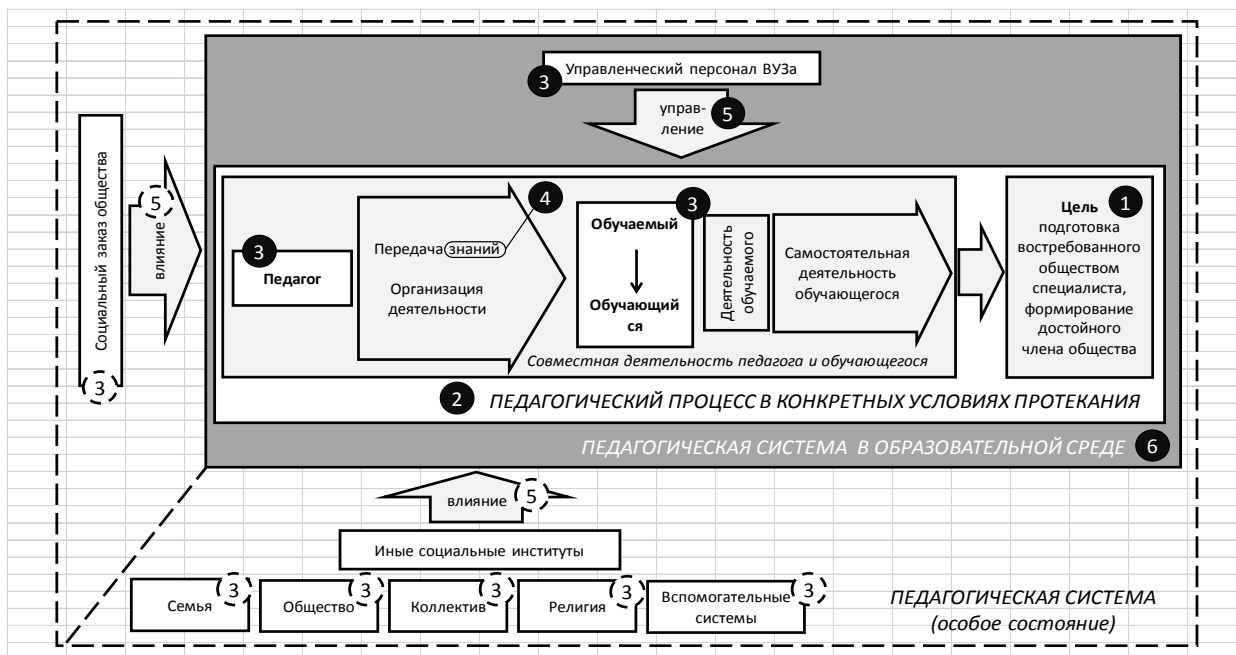 3
Управленческий персонал ВУЗа
управ-
ление
5
Социальный заказ общества
3
влияние
5
3
Педагог
Передача знаний
4
Организация
деятельности
3
Обучаемый
Обучающий
ся
Деятельность
обучаемого
Самостоятельная
деятельность
обучающегося
Совместная деятельность педагога и обучающегося
1
Цель
подготовка
востребованного
обществом
специалиста,
формирование
достойного
члена общества
2
ПЕДАГОГИЧЕСКИЙ ПРОЦЕСС В КОНКРЕТНЫХ УСЛОВИЯХ ПРОТЕКАНИЯ
ПЕДАГОГИЧЕСКАЯ СИСТЕМА В ОБРАЗОВАТЕЛЬНОЙ СРЕДЕ
6
влияние
5
Иные социальные институты
Семья
3
Общество
3
Коллектив
3
Религия
3
Вспомогательные
системы
3
ПЕДАГОГИЧЕСКАЯ СИСТЕМА
(особое состояние)